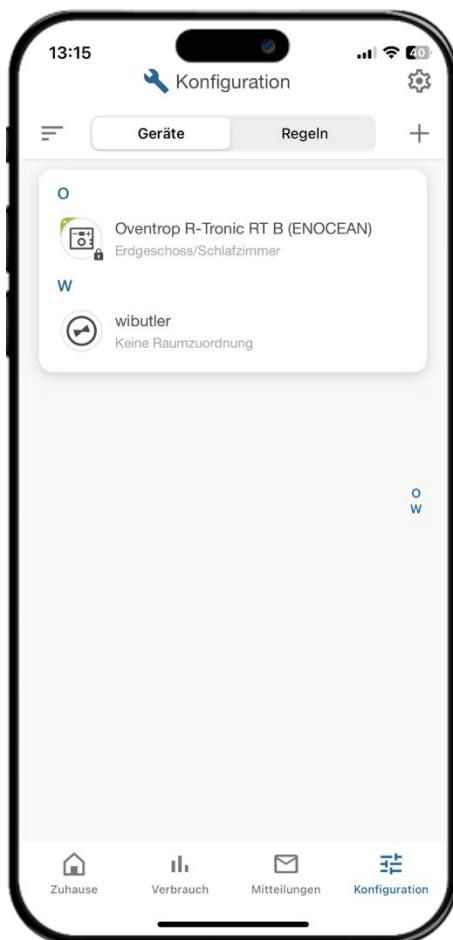 13:15
40
Konfiguration
Geräte
Regeln
O
Oventrop R-Tronic RT B (ENOCEAN)
Erdgeschoss/Schlafzimmer
W
wibutler
Keine Raumzuordnung
O
W
Zuhause
Verbrauch
Mitteilungen
Konfiguration